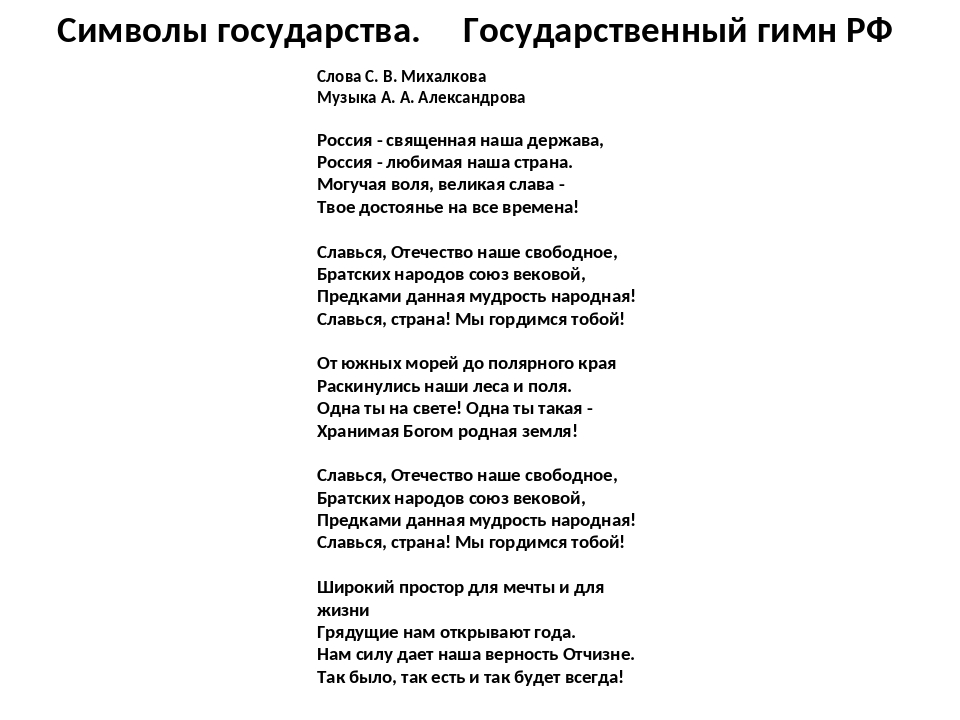 Символы государства. Государственный гимн РФ
Слова С. В. Михалкова
Музыка А. А. Александрова
Россия - священная наша держава,
Россия - любимая наша страна.
Могучая воля, великая слава -
Твое достоянье на все времена!
Славься, Отечество наше свободное,
Братских народов союз вековой,
Предками данная мудрость народная!
Славься, страна! Мы гордимся тобой!
От южных морей до полярного края
Раскинулись наши леса и поля.
Одна ты на свете! Одна ты такая -
Хранимая Богом родная земля!
Славься, Отечество наше свободное,
Братских народов союз вековой,
Предками данная мудрость народная!
Славься, страна! Мы гордимся тобой!
Широкий простор для мечты и для
жизни
Грядущие нам открывают года.
Нам силу дает наша верность Отчизне.
Так было, так есть и так будет всегда!